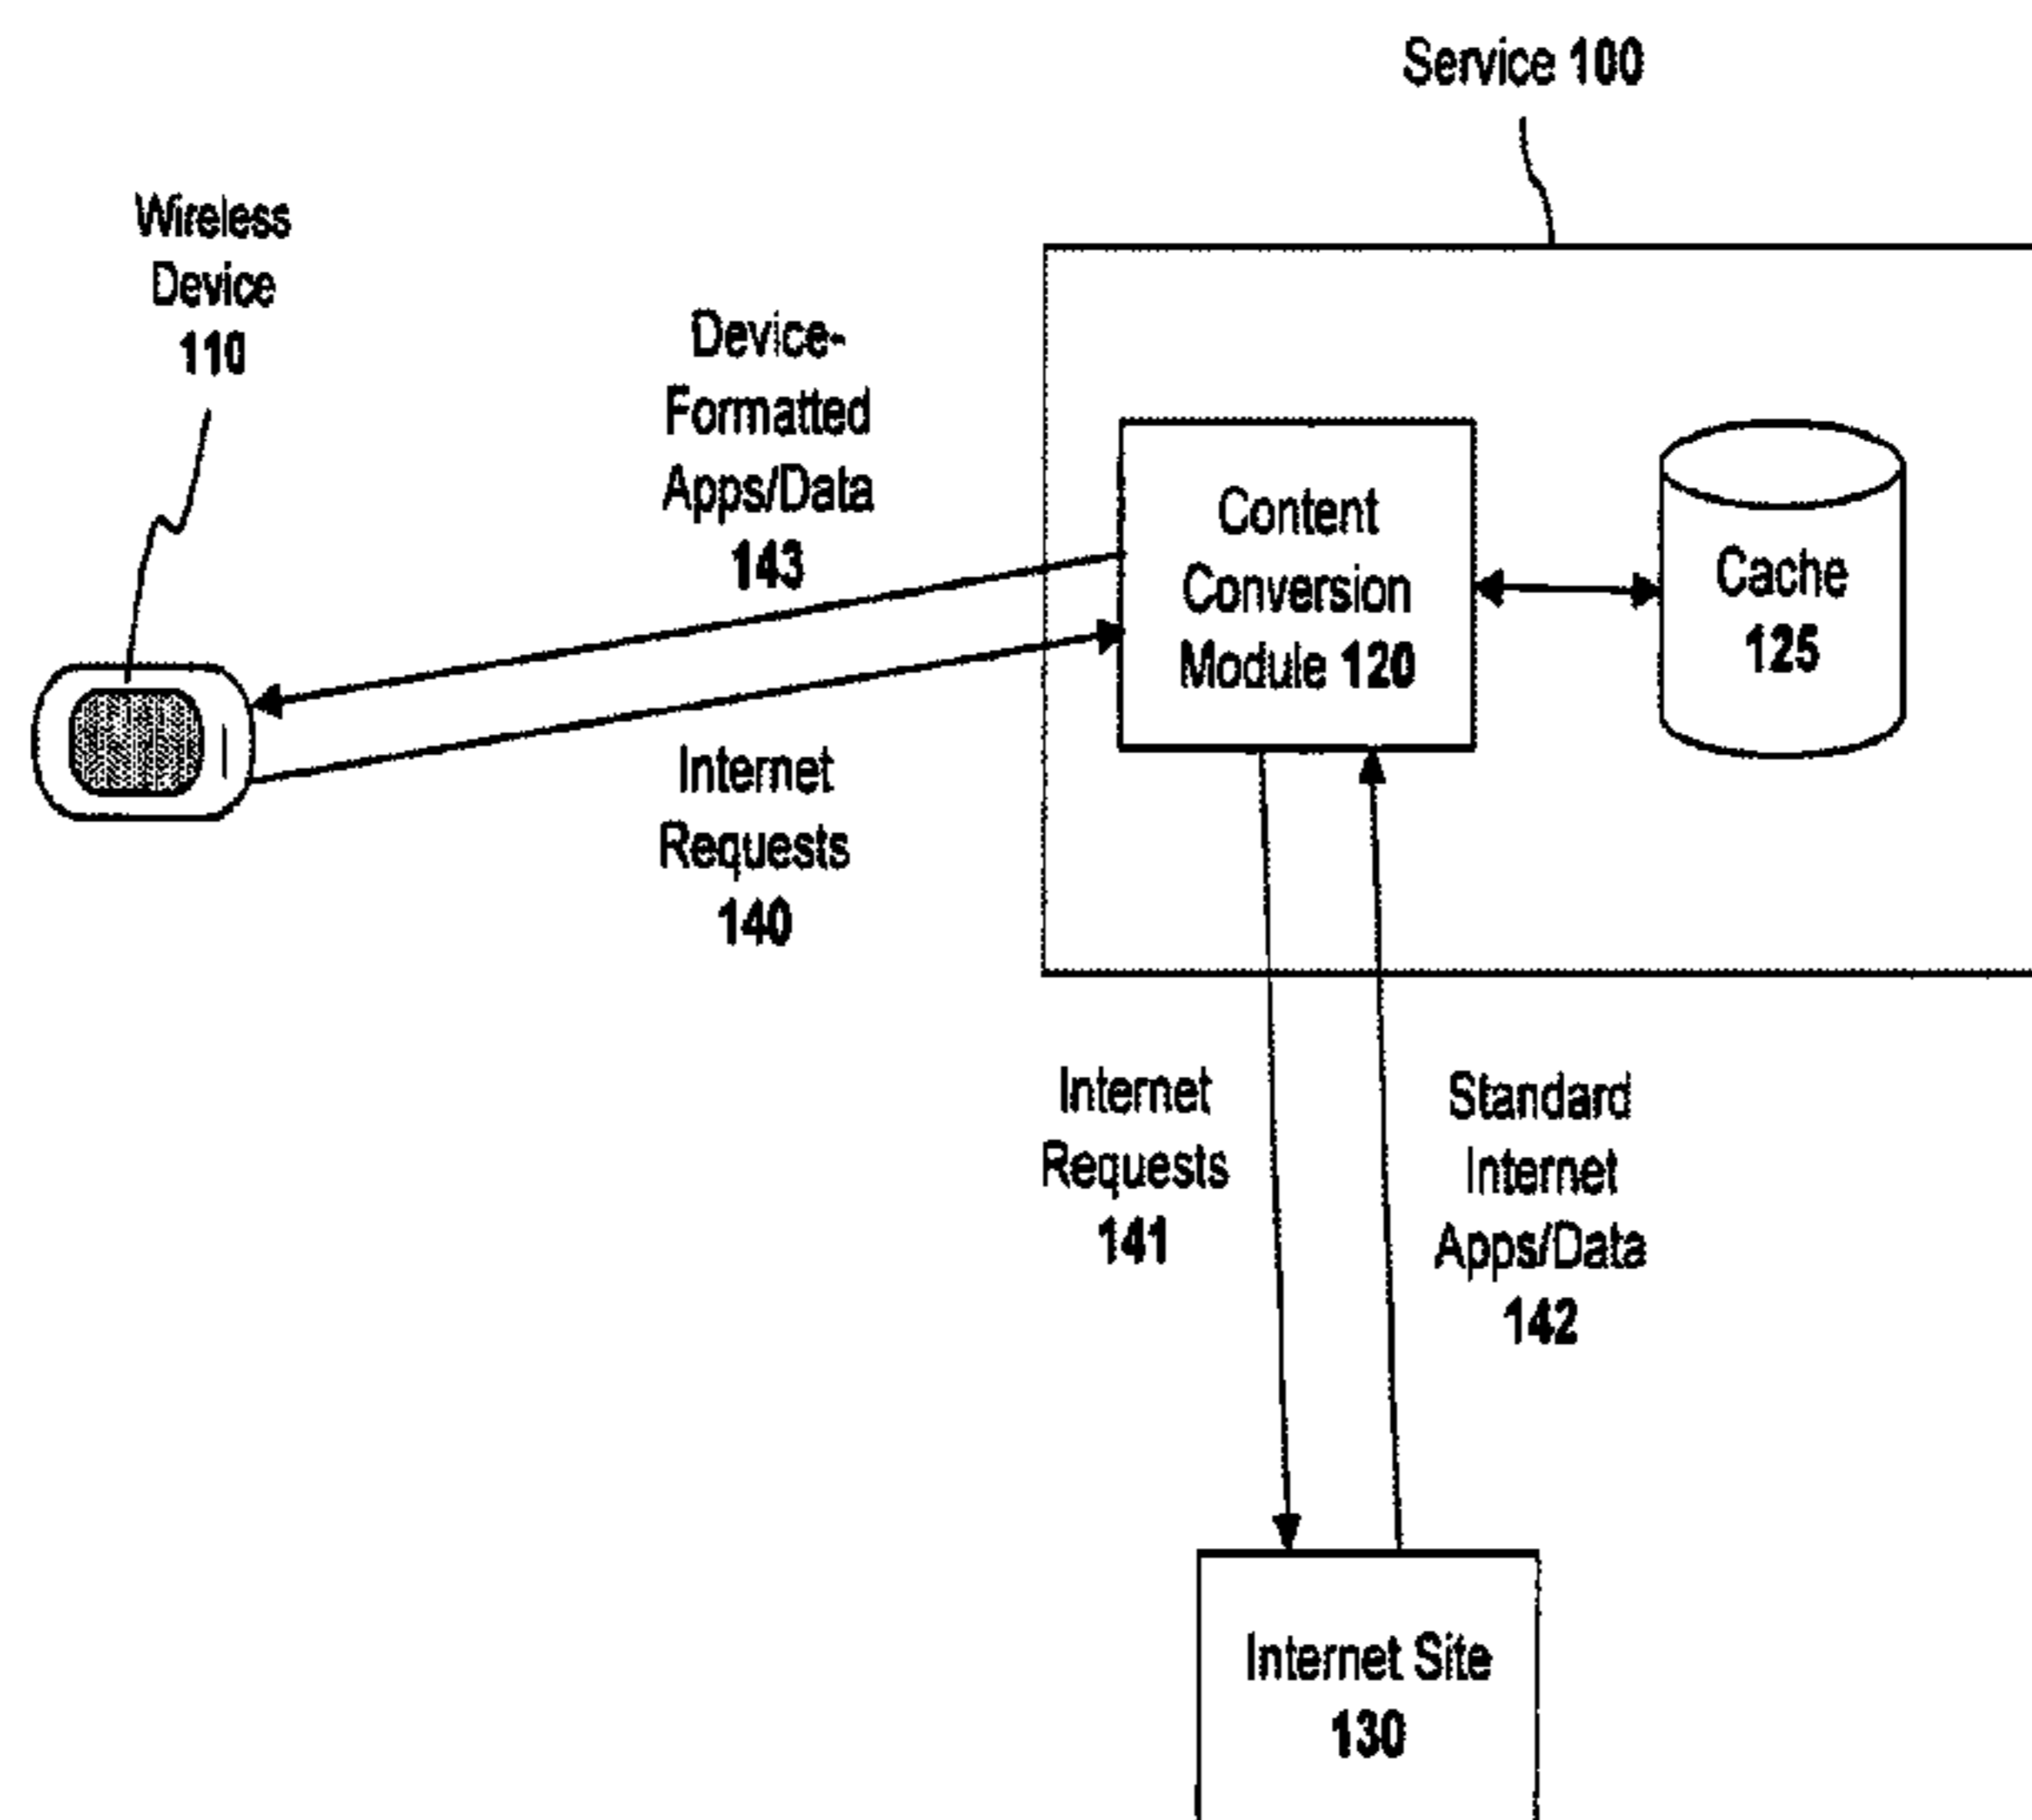 Service 100
Wireless
Device
110
Device-
Formatted
Apps/Data
143
Content
Conversion
Module 120
Cache
125
Internet
Requests
140
Internet
Requests
141
Standard
Internet
Apps/Data
142
Internet Site
130